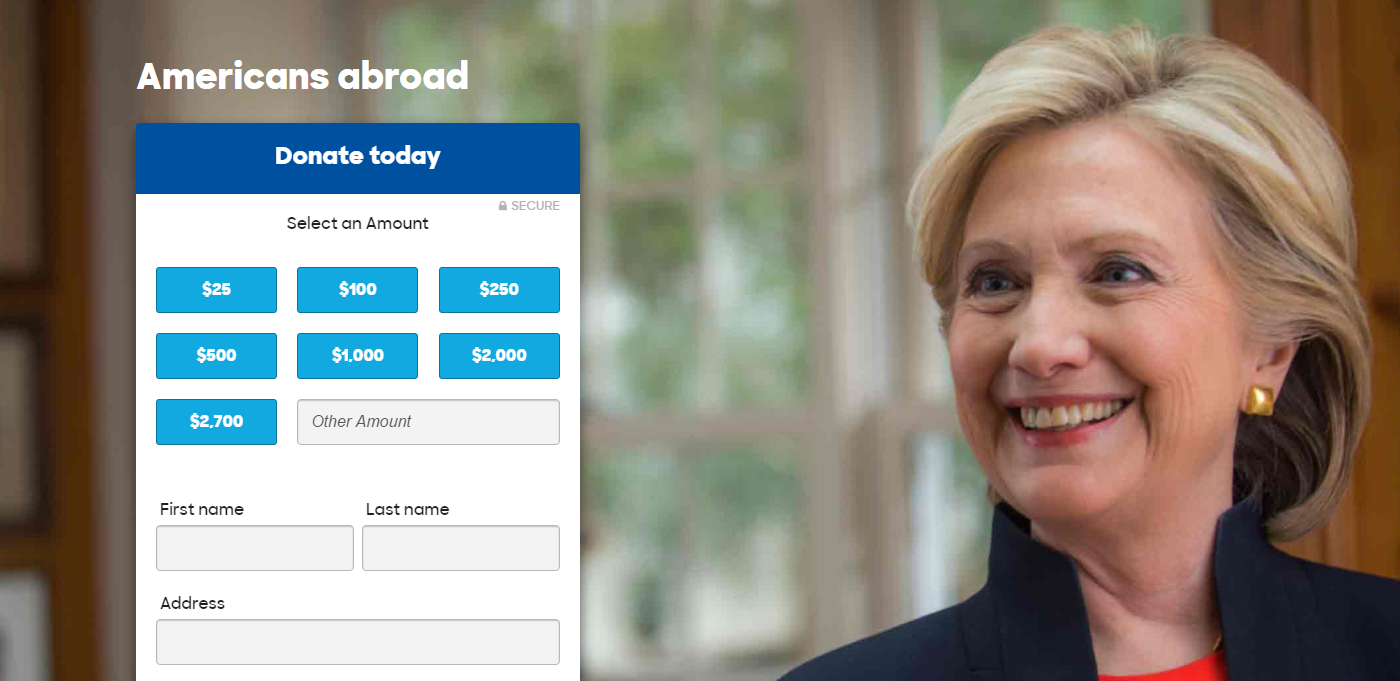 Americans abroad
Donate today
SECURE
Select an Amount
$25 $100 $250
$500 $1,000 $2,000
$2,700 Other Amount
First name Last name
Address